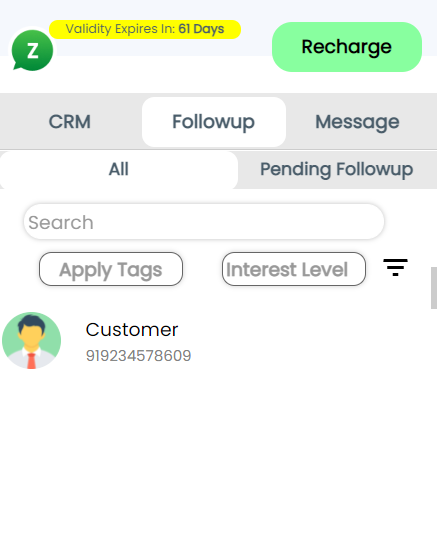 Validity Expires In: 61 Days
Z
Recharge
CRM
Followup
Message
All
Pending Followup
Search
Apply Tags
Interest Level
Customer
919234578609